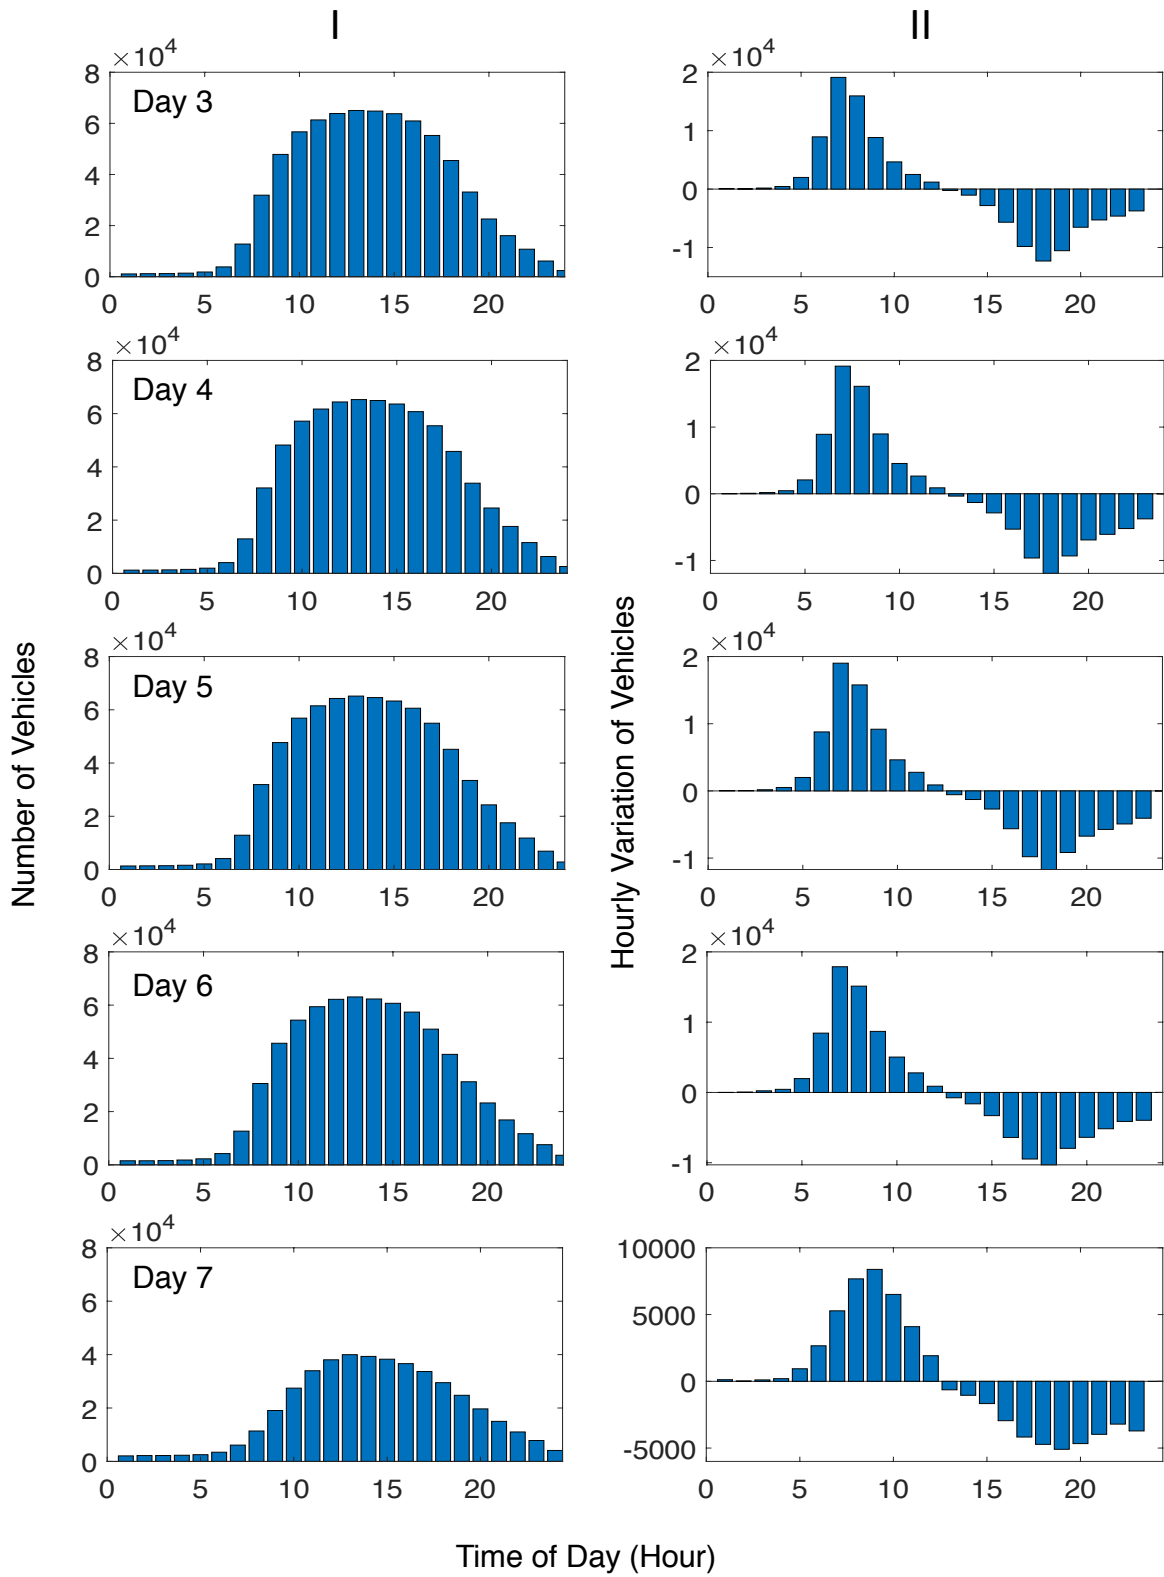 I II
×10^4 ×10^4
8 2
Day 3
6 1
4 0
2 -1
0
0 5 10 15 20 0 5 10 15 20
×10^4 ×10^4
8 2
Day 4
6 1
4 0
2 -1
0
0 5 10 15 20 0 5 10 15 20
Number of Vehicles
Hourly Variation of Vehicles
×10^4 ×10^4
8 2
Day 5
6 1
4 0
2 -1
0
0 5 10 15 20 0 5 10 15 20
×10^4 ×10^4
8 2
Day 6
6 1
4 0
2 -1
0
0 5 10 15 20 0 5 10 15 20
×10^4
8 10000
Day 7
6 5000
4 0
2 -5000
0
0 5 10 15 20 0 5 10 15 20
Time of Day (Hour)